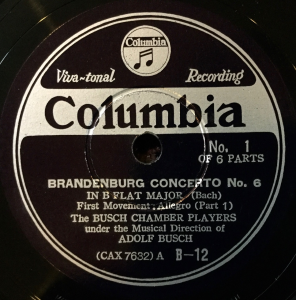 Columbia
Viva-tonal Recording
Columbia
No. 1
OF 6 PARTS
BRANDENBURG CONCERTO No. 6
IN B FLAT MAJOR (Bach)
First Movement, Allegro (Part 1)
The BUSCH CHAMBER PLAYERS
under the Musical Direction of
ADOLF BUSCH
(CAX 7632) A B-12